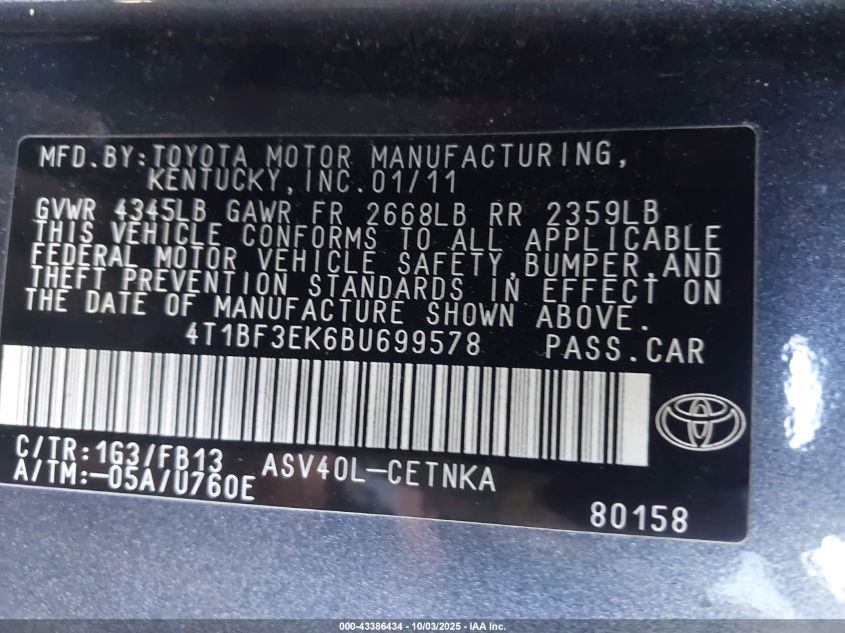 MFD.BY:TOYOTA MOTOR MANUFACTURING,
KENTUCKY,INC.01/11
GVWR 4345LB GAWR FR 2668LB RR 2359LB
THIS VEHICLE CONFORMS TO ALL APPLICABLE
FEDERAL MOTOR VEHICLE SAFETY,BUMPER,AND
THEFT PREVENTION STANDARDS IN EFFECT ON
THE DATE OF MANUFACTURE SHOWN ABOVE.
4T1BF3EK6BU699578 PASS.CAR
C/TR:1G3/FB13 ASV40L-CETNKA
A/TM:-05A/U760E
80158
000-43386434 - 10/03/2025 - IAA Inc.